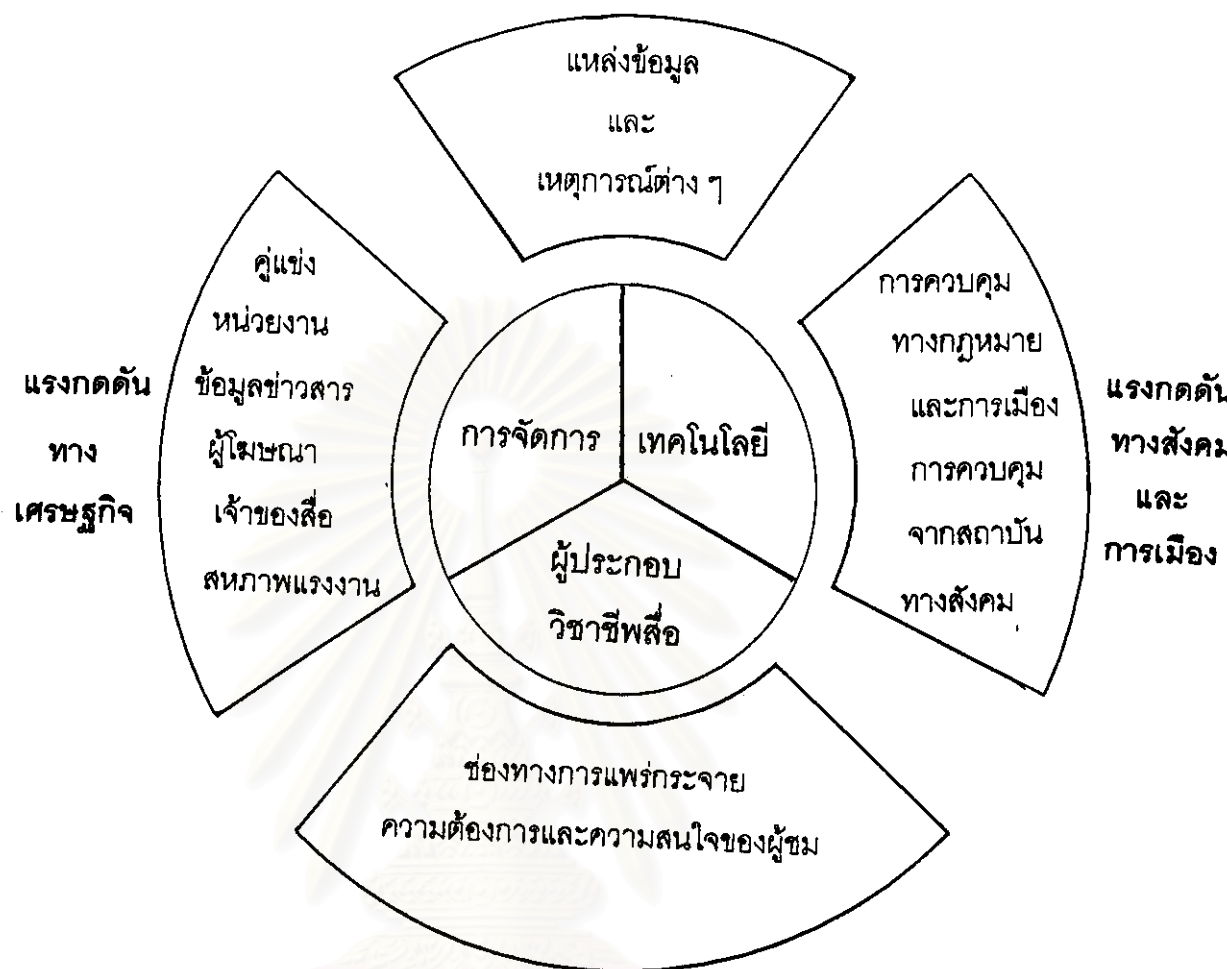 แหล่งข้อมูล
และ
เหตุการณ์ต่าง ๆ
แรงกดดัน
ทาง
เศรษฐกิจ
คู่แข่ง
หน่วยงาน
ข้อมูลข่าวสาร
ผู้โฆษณา
เจ้าของสื่อ
สหภาพแรงงาน
การจัดการ
เทคโนโลยี
ผู้ประกอบ
วิชาชีพสื่อ
การควบคุม
ทางกฎหมาย
และการเมือง
การควบคุม
จากสถาบัน
ทางสังคม
แรงกดดัน
ทางสังคม
และ
การเมือง
ช่องทางการแพร่กระจาย
ความต้องการและความสนใจของผู้ชม